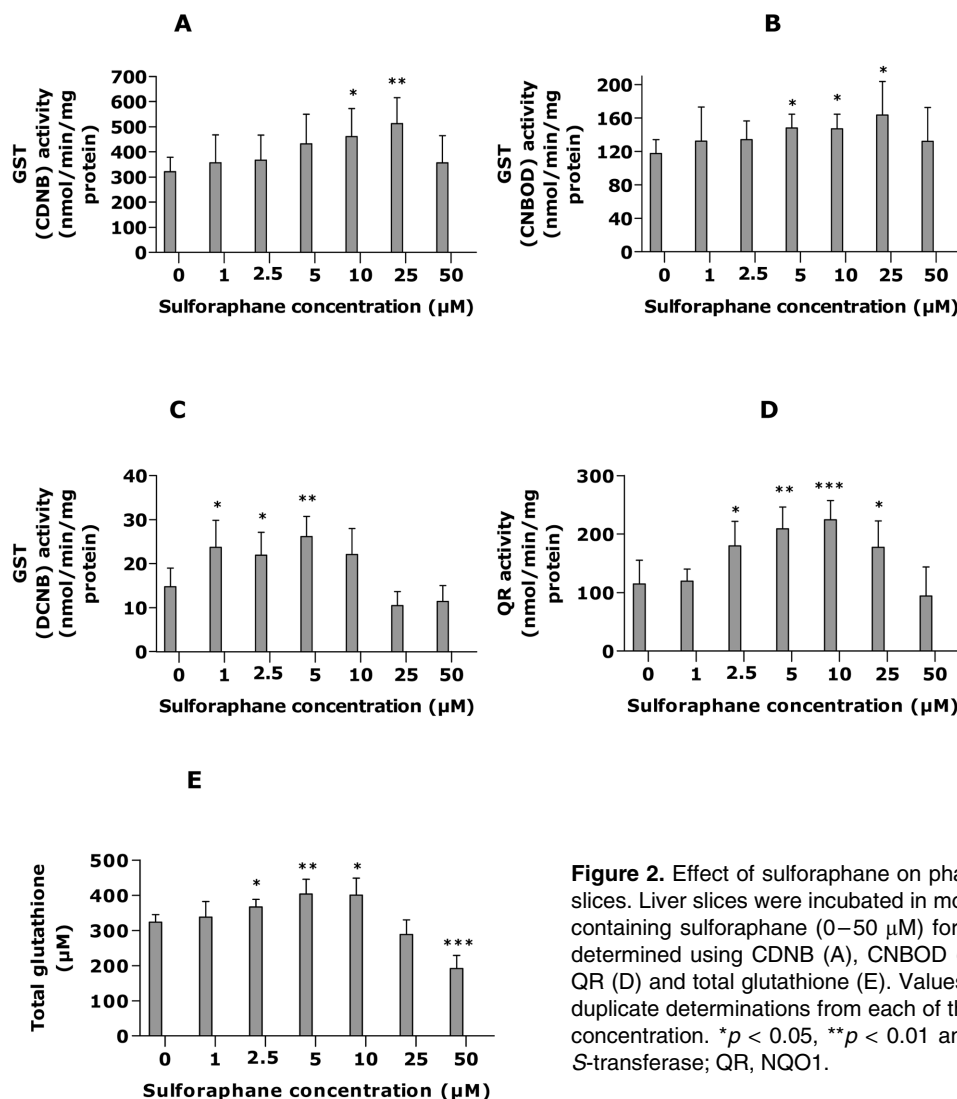 A
GST
(CDNB) activity
(nmol/min/mg
protein)
700
600
500
400
300
200
100
0
* **
0 1 2.5 5 10 25 50
Sulforaphane concentration (µM)
B
GST
(CNBOD) activity
(nmol/min/mg
protein)
200
160
120
80
40
0
* * *
0 1 2.5 5 10 25 50
Sulforaphane concentration (µM)
C
GST
(DCNB) activity
(nmol/min/mg
protein)
40
30
20
10
0
* * **
0 1 2.5 5 10 25 50
Sulforaphane concentration (µM)
D
QR activity
(nmol/min/mg
protein)
300
200
100
0
* ** *** *
0 1 2.5 5 10 25 50
Sulforaphane concentration (µM)
E
Total glutathione
(µM)
500
400
300
200
100
0
* ** * ***
0 1 2.5 5 10 25 50
Sulforaphane concentration (µM)
Figure 2. Effect of sulforaphane on pha
slices. Liver slices were incubated in mo
containing sulforaphane (0–50 µM) for
determined using CDNB (A), CNBOD
QR (D) and total glutathione (E). Values
duplicate determinations from each of th
concentration. *p < 0.05, **p < 0.01 an
S-transferase; QR, NQO1.